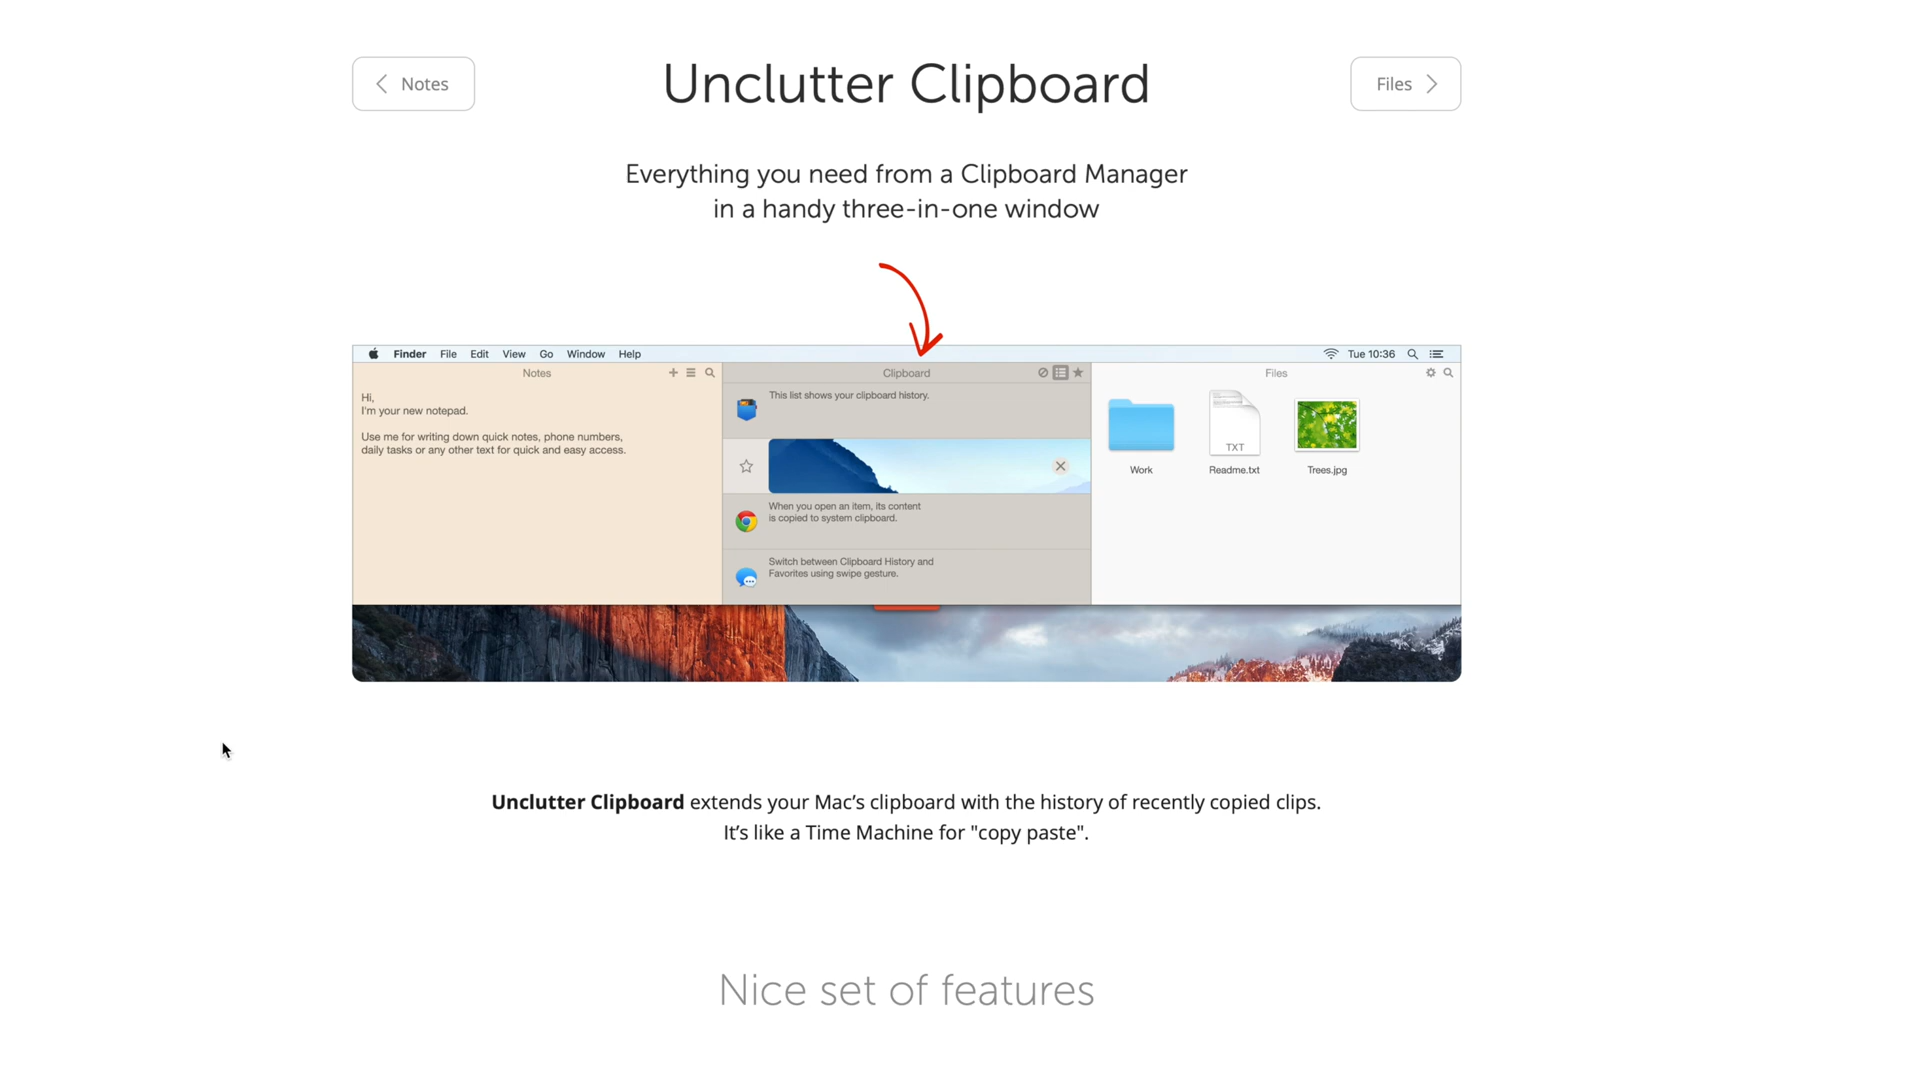 Notes
Unclutter Clipboard
Files
Everything you need from a Clipboard Manager
in a handy three-in-one window
Finder File Edit View Go Window Help
Tue 10:36
Notes
Clipboard
Files
Hi,
I'm your new notepad.
Use me for writing down quick notes, phone numbers,
daily tasks or any other text for quick and easy access.
This list shows your clipboard history.
When you open an item, its content
is copied to system clipboard.
Switch between Clipboard History and
Favorites using swipe gesture.
TXT
Work
Readme.txt
Trees.jpg
Unclutter Clipboard extends your Mac’s clipboard with the history of recently copied clips.
It’s like a Time Machine for "copy paste".
Nice set of features